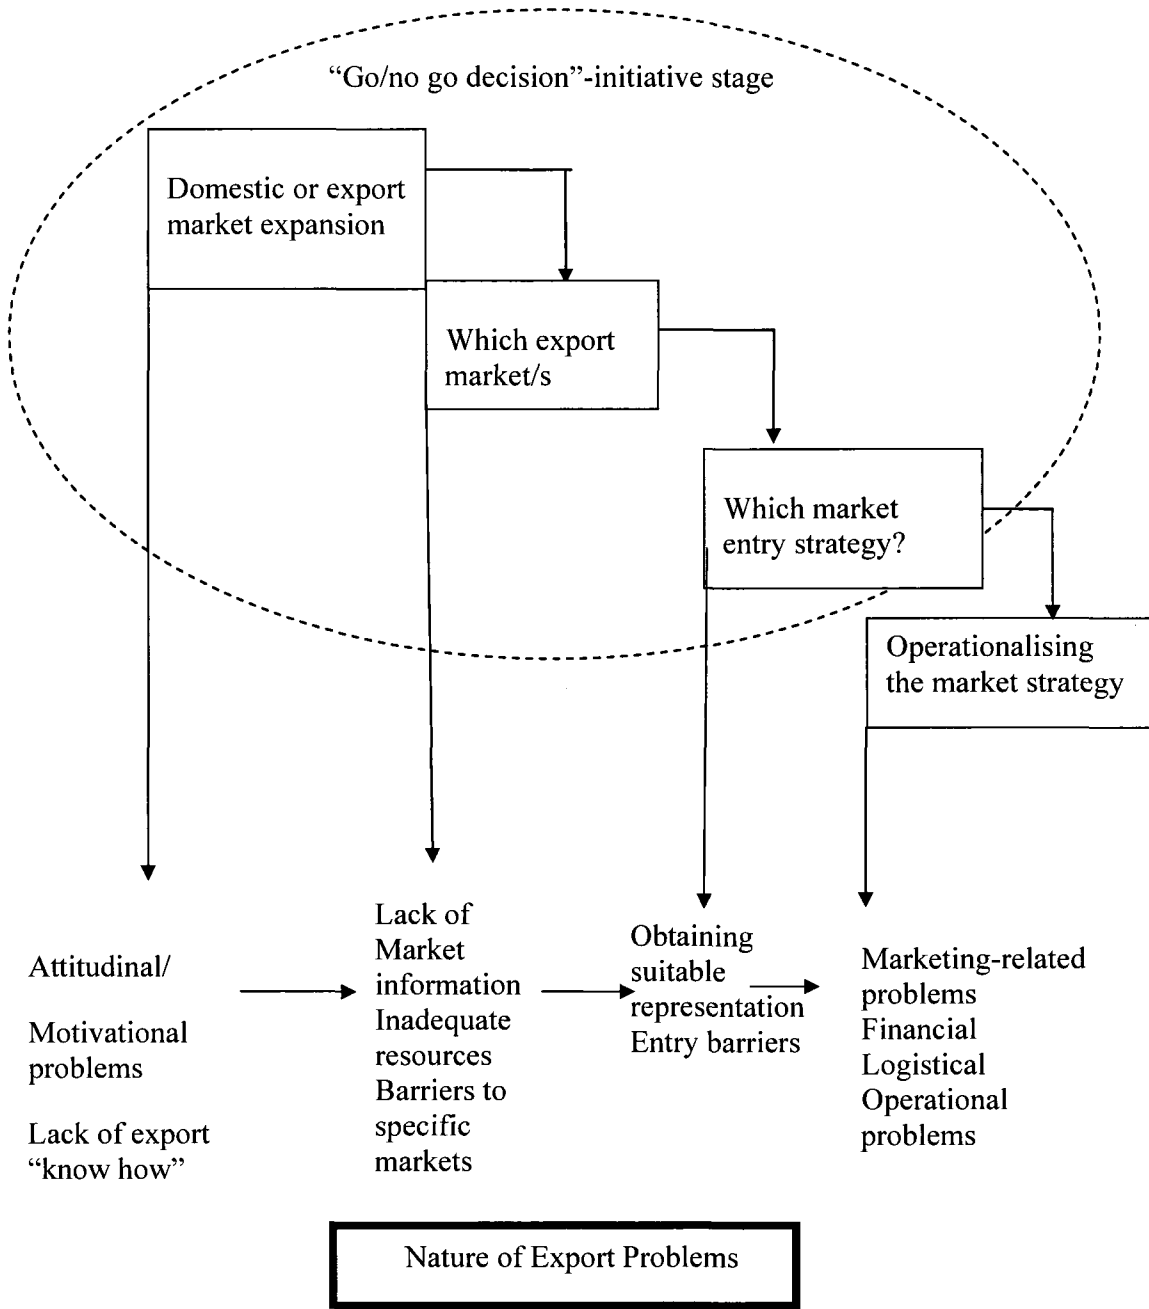 “Go/no go decision”-initiative stage
Domestic or export
market expansion
Which export
market/s
Which market
entry strategy?
Operationalising
the market strategy
Attitudinal/
Motivational
problems
Lack of export
“know how”
Lack of
Market
information
Inadequate
resources
Barriers to
specific
markets
Obtaining
suitable
representation
Entry barriers
Marketing-related
problems
Financial
Logistical
Operational
problems
Nature of Export Problems